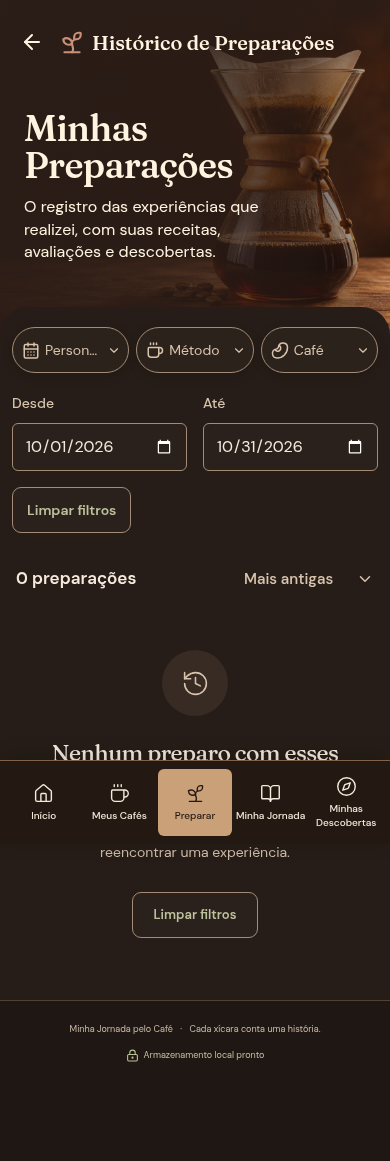 Histórico de Preparações
Minhas
Preparações
O registro das experiências que
realizei, com suas receitas,
avaliações e descobertas.
Person...
Método
Café
Desde
Até
10/01/2026
10/31/2026
Limpar filtros
0 preparações
Mais antigas
Nenhum preparo com esses
Início
Meus Cafés
Preparar
Minha Jornada
Minhas
Descobertas
reencontrar uma experiência.
Limpar filtros
Minha Jornada pelo Café · Cada xícara conta uma história.
Armazenamento local pronto